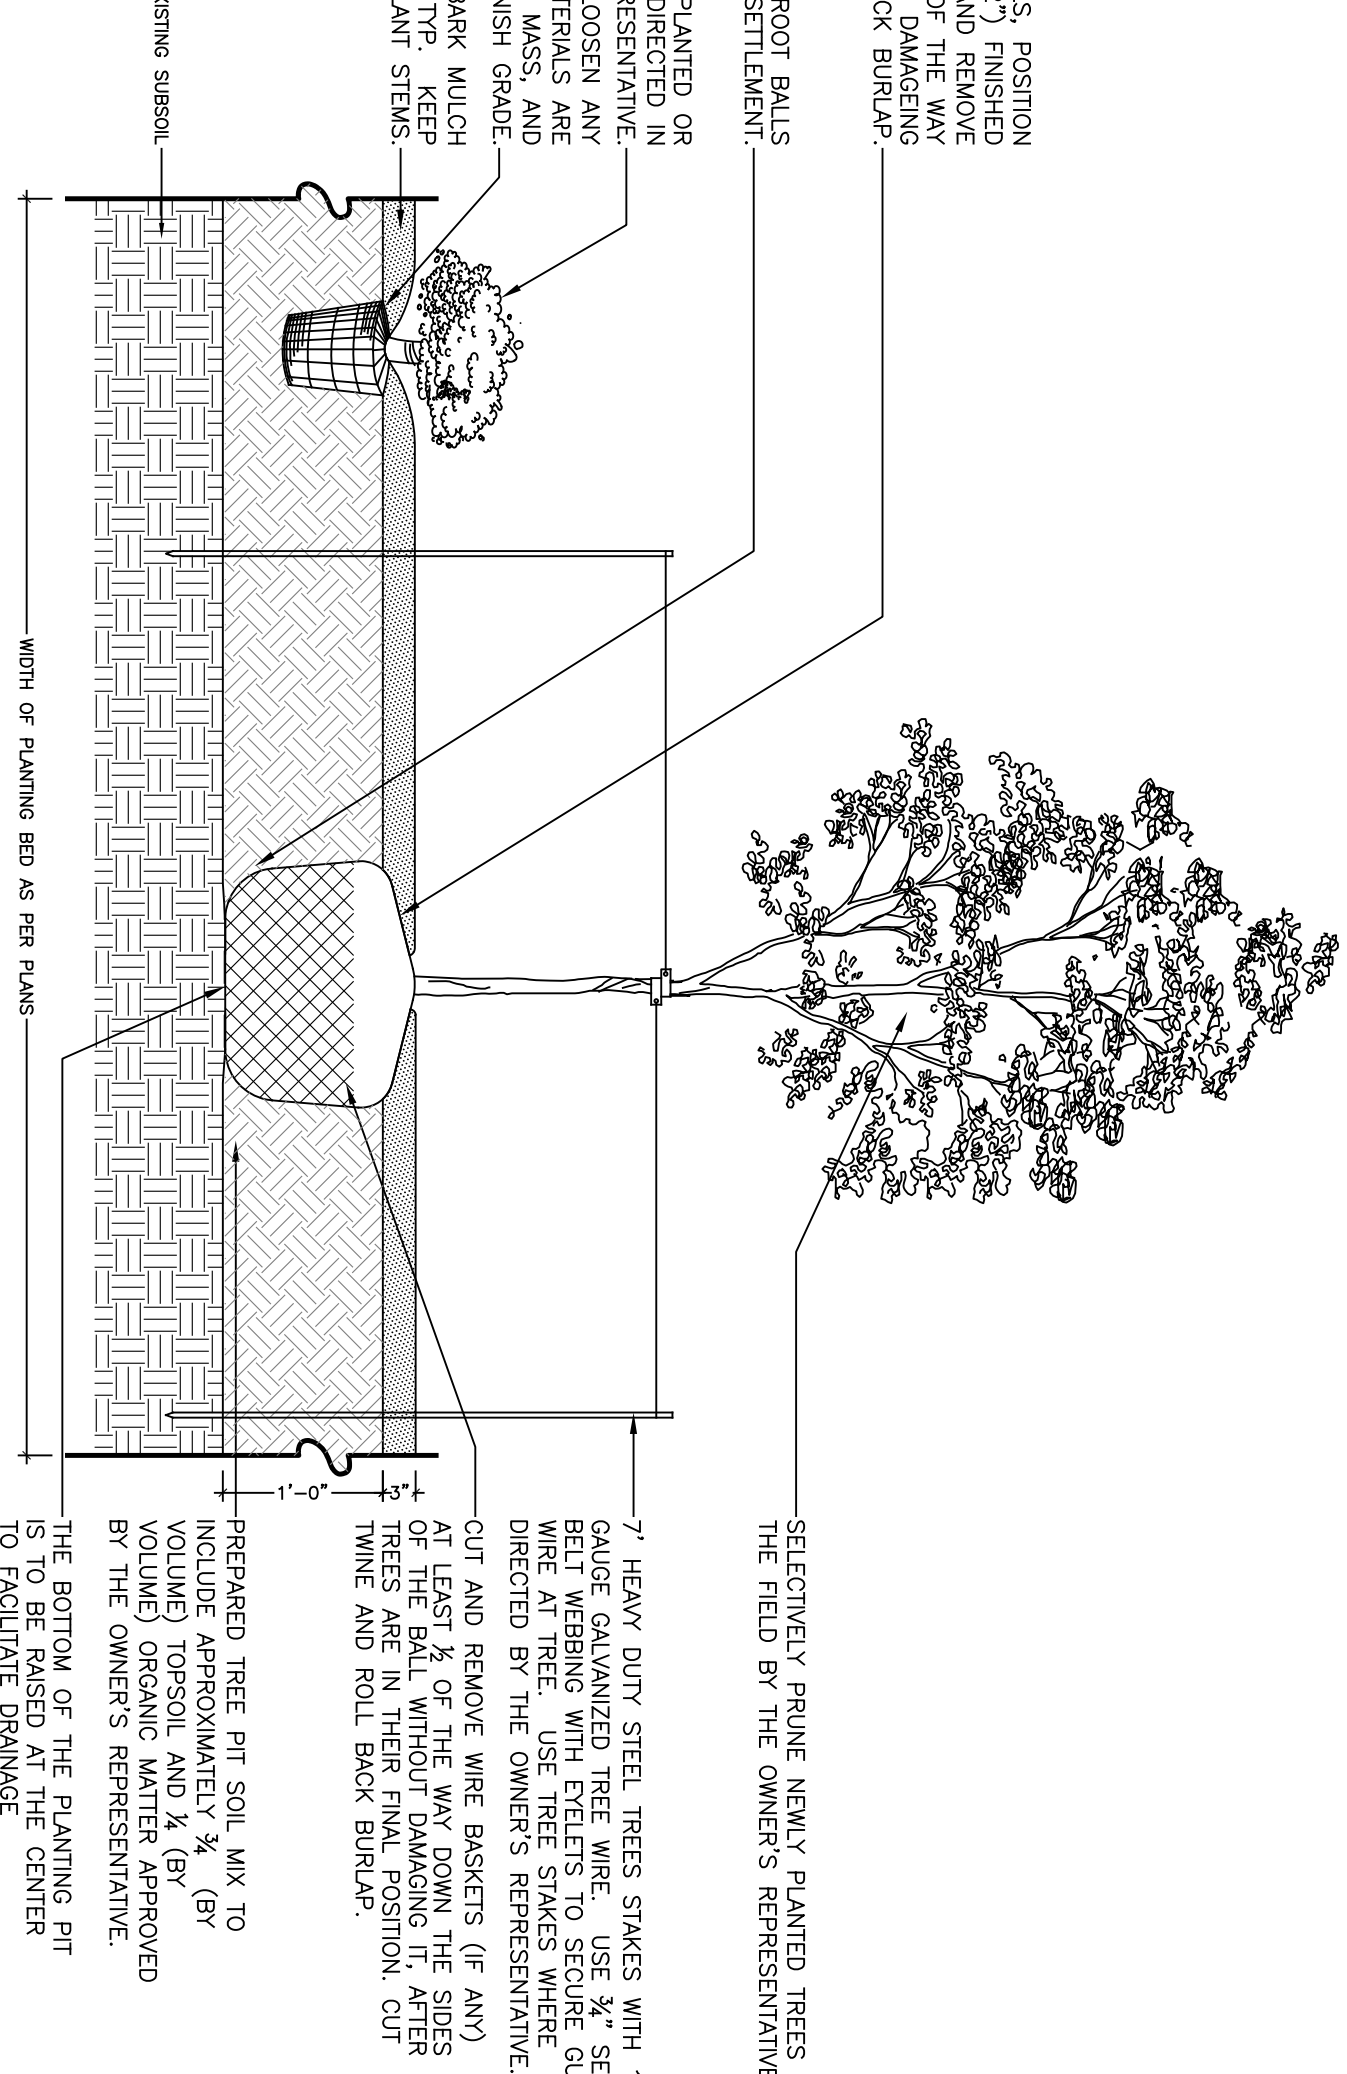 S, POSITION
2") FINISHED
AND REMOVE
OF THE WAY
DAMAGEING
CK BURLAP.
ROOT BALLS
SETTLEMENT.
PLANTED OR
DIRECTED IN
RESENTATIVE.
LOOSEN ANY
TERIALS ARE
MASS, AND
NISH GRADE.
BARK MULCH
TYP. KEEP
LANT STEMS.
XISTING SUBSOIL
WIDTH OF PLANTING BED AS PER PLANS
SELECTIVELY PRUNE NEWLY PLANTED TREES
THE FIELD BY THE OWNER'S REPRESENTATIVE
7' HEAVY DUTY STEEL TREES STAKES WITH
GAUGE GALVANIZED TREE WIRE. USE ¾" SE
BELT WEBBING WITH EYELETS TO SECURE GU
WIRE AT TREE. USE TREE STAKES WHERE
DIRECTED BY THE OWNER'S REPRESENTATIVE.
CUT AND REMOVE WIRE BASKETS (IF ANY)
AT LEAST ½ OF THE WAY DOWN THE SIDES
OF THE BALL WITHOUT DAMAGING IT, AFTER
TREES ARE IN THEIR FINAL POSITION. CUT
TWINE AND ROLL BACK BURLAP.
3"
1'-0"
PREPARED TREE PIT SOIL MIX TO
INCLUDE APPROXIMATELY ¾ (BY
VOLUME) TOPSOIL AND ¼ (BY
VOLUME) ORGANIC MATTER APPROVED
BY THE OWNER'S REPRESENTATIVE.
THE BOTTOM OF THE PLANTING PIT
IS TO BE RAISED AT THE CENTER
TO FACILITATE DRAINAGE